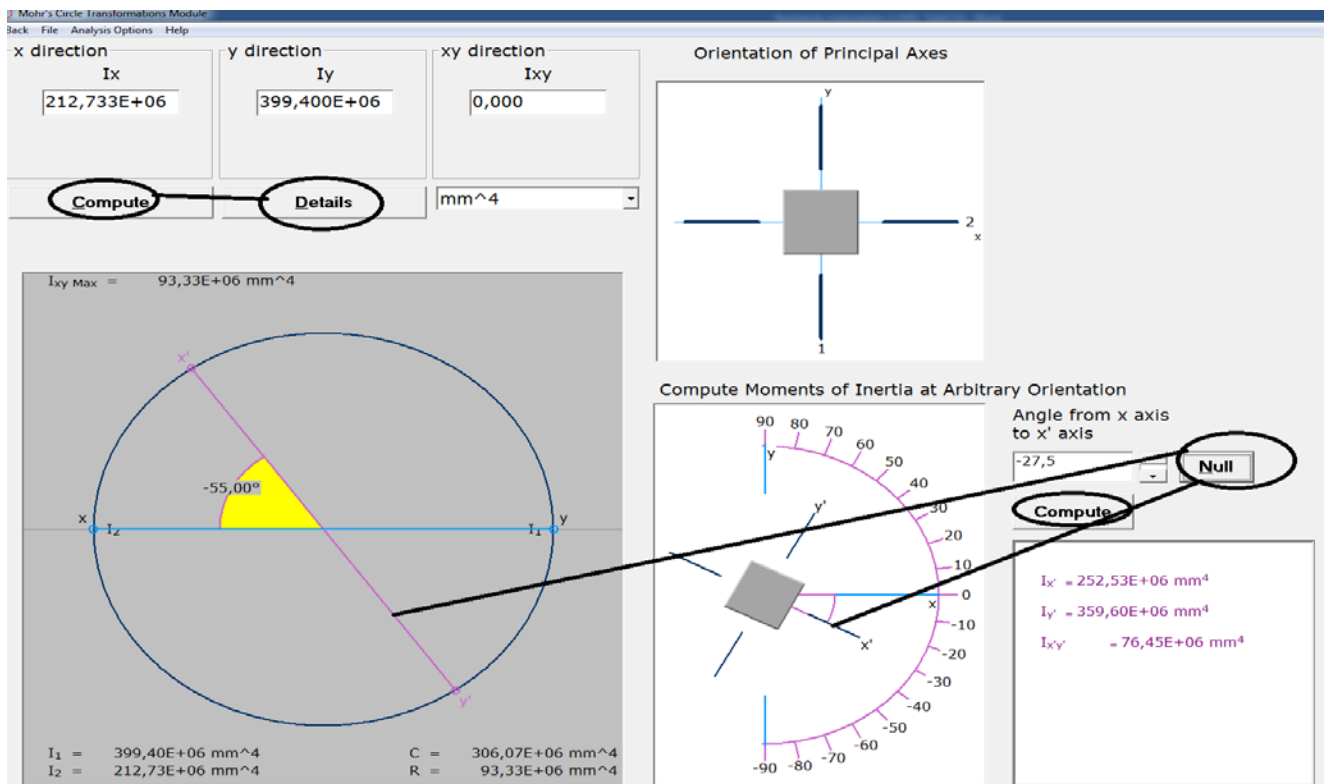 Mohr's Circle Transformations Module
Back File Analysis Options Help
x direction
Ix
212,733E+06
y direction
Iy
399,400E+06
xy direction
Ixy
0,000
Compute
Details
mm^4
Ixy Max = 93,33E+06 mm^4
x'
-55,00°
x
I2
I1
y
y'
I1 = 399,40E+06 mm^4
C = 306,07E+06 mm^4
I2 = 212,73E+06 mm^4
R = 93,33E+06 mm^4
Orientation of Principal Axes
y
2
x
1
Compute Moments of Inertia at Arbitrary Orientation
90
80
70
60
50
40
30
20
10
0
-10
-20
-30
-40
-50
-60
-70
-80
-90
y
y'
x
x'
Angle from x axis
to x' axis
-27,5
Null
Compute
Ix' = 252,53E+06 mm4
Iy' = 359,60E+06 mm4
Ix'y' = 76,45E+06 mm4